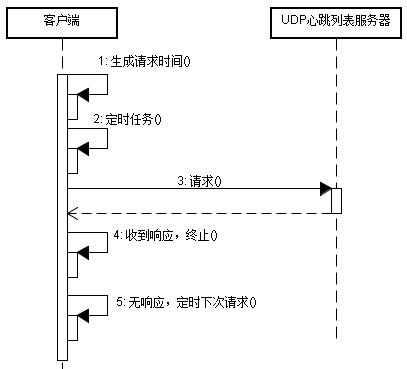 客户端
UDP心跳列表服务器
1: 生成请求时间()
2: 定时任务()
3: 请求()
4: 收到响应，终止()
5: 无响应，定时下次请求()